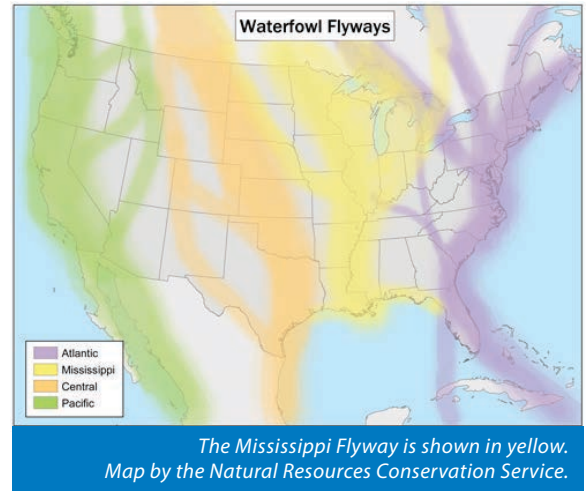 Waterfowl Flyways
Atlantic
Mississippi
Central
Pacific
The Mississippi Flyway is shown in yellow.
Map by the Natural Resources Conservation Service.